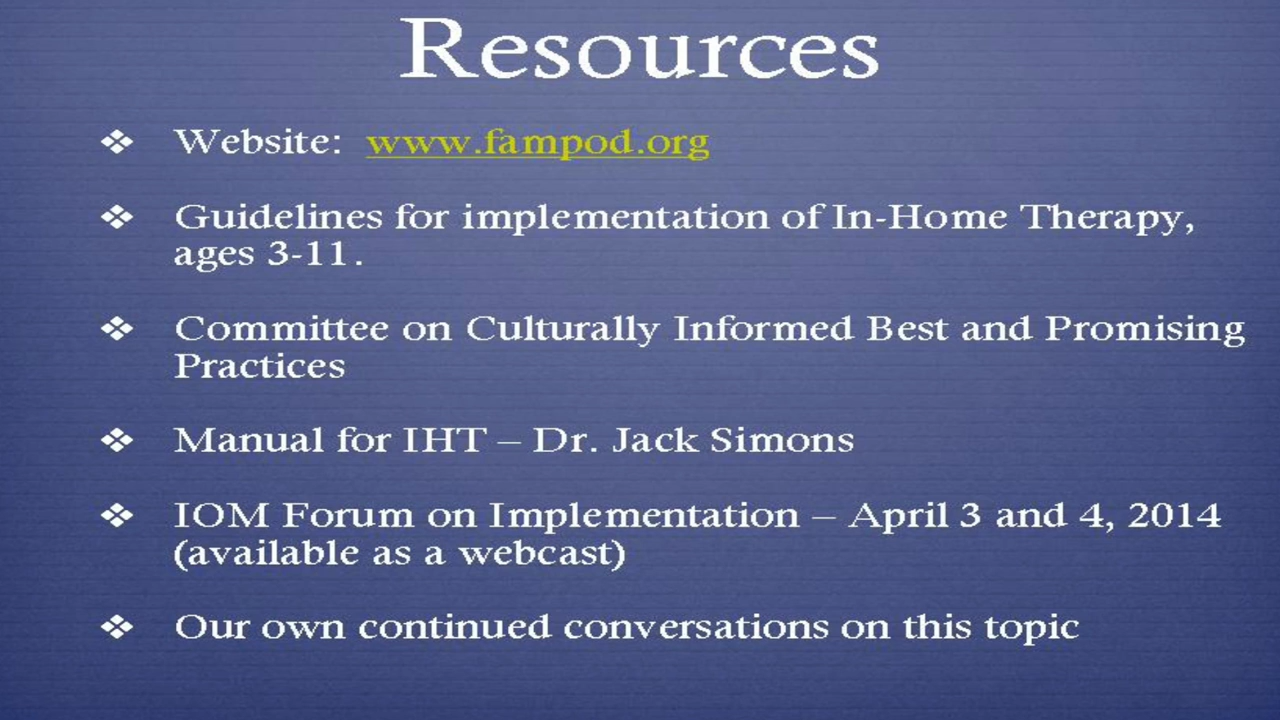 Resources
❖ Website: www.fampod.org
❖ Guidelines for implementation of In-Home Therapy,
ages 3-11.
❖ Committee on Culturally Informed Best and Promising
Practices
❖ Manual for IHT – Dr. Jack Simons
❖ IOM Forum on Implementation – April 3 and 4, 2014
(available as a webcast)
❖ Our own continued conversations on this topic